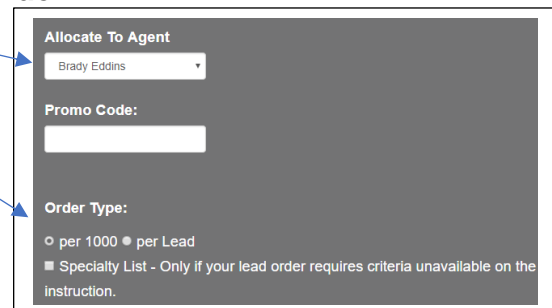 Allocate To Agent
Brady Eddins
Promo Code:
Order Type:
per 1000 per Lead
Specialty List - Only if your lead order requires criteria unavailable on the
instruction.